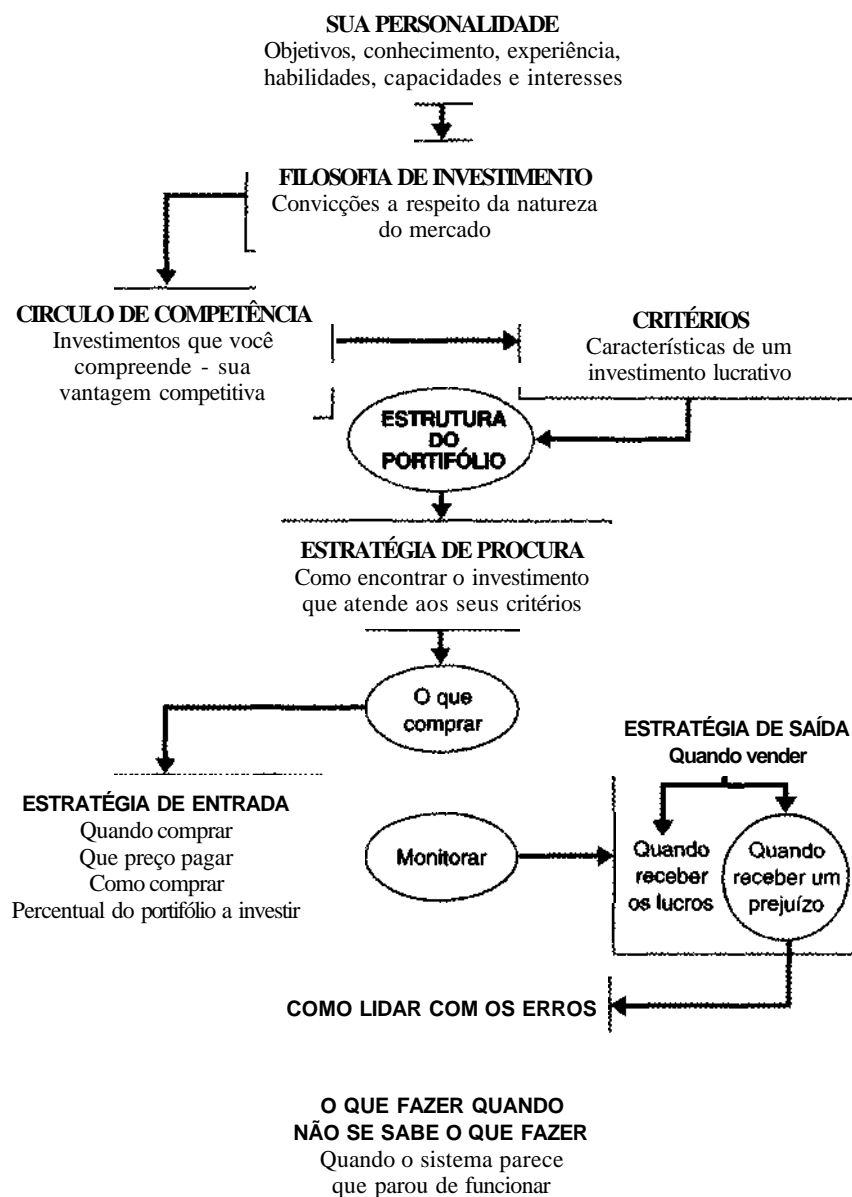 SUA PERSONALIDADE
Objetivos, conhecimento, experiência,
habilidades, capacidades e interesses
FILOSOFIA DE INVESTIMENTO
Convicções a respeito da natureza
do mercado
CIRCULO DE COMPETÊNCIA
Investimentos que você
compreende - sua
vantagem competitiva
CRITÉRIOS
Características de um
investimento lucrativo
ESTRUTURA
DO
PORTIFÓLIO
ESTRATÉGIA DE PROCURA
Como encontrar o investimento
que atende aos seus critérios
O que
comprar
ESTRATÉGIA DE ENTRADA
Quando comprar
Que preço pagar
Como comprar
Percentual do portifólio a investir
Monitorar
ESTRATÉGIA DE SAÍDA
Quando vender
Quando
receber
os lucros
Quando
receber um
prejuízo
COMO LIDAR COM OS ERROS
O QUE FAZER QUANDO
NÃO SE SABE O QUE FAZER
Quando o sistema parece
que parou de funcionar